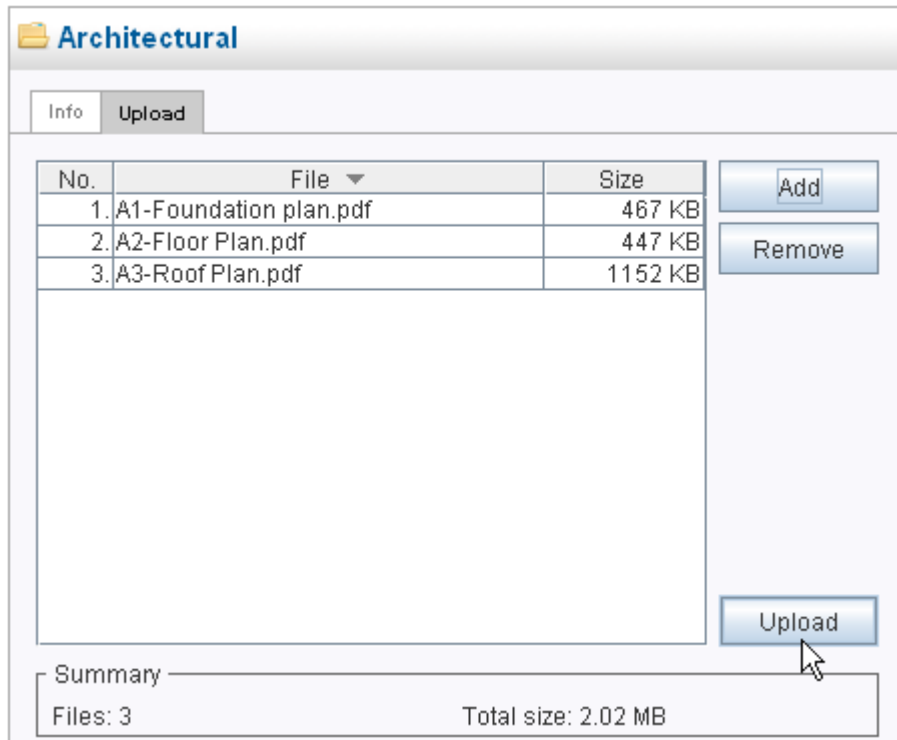 Architectural
Info Upload
No. File Size Add
1. A1-Foundation plan.pdf 467 KB
2. A2-Floor Plan.pdf 447 KB Remove
3. A3-Roof Plan.pdf 1152 KB
Upload
Summary
Files: 3 Total size: 2.02 MB